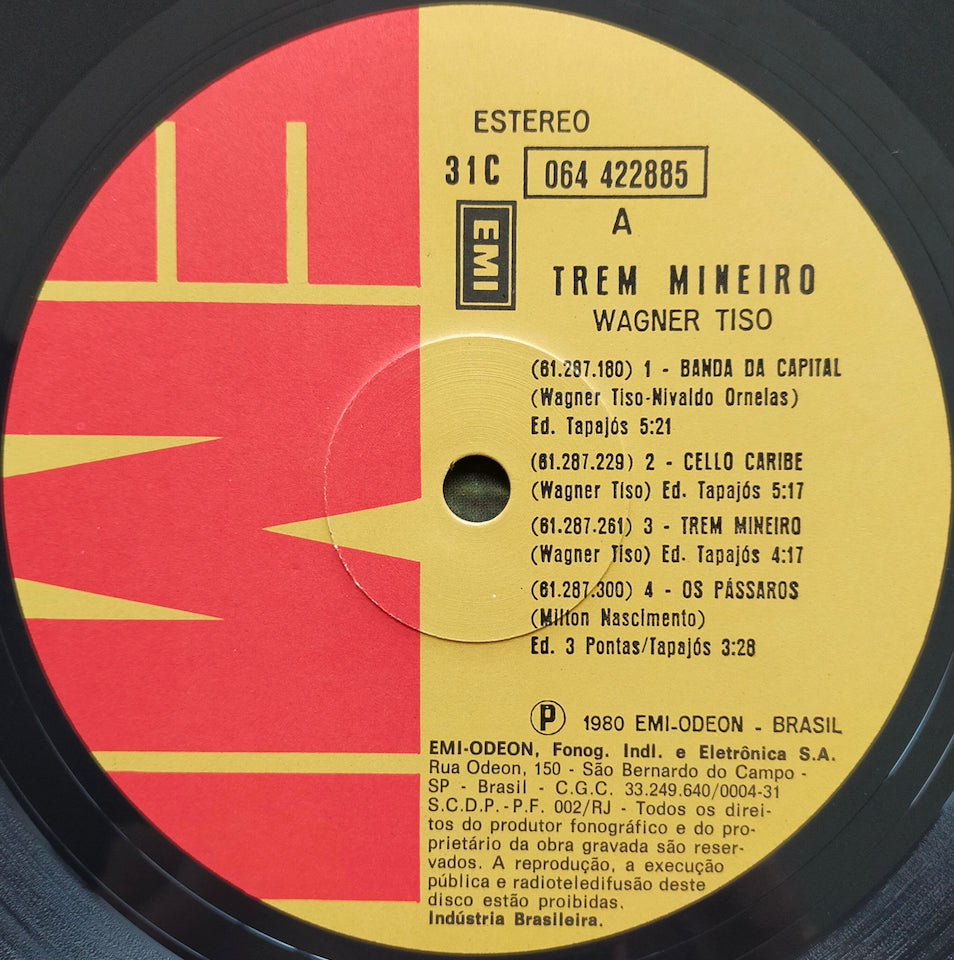 ESTEREO
31C 064 422885
A
EMI
TREM MINEIRO
WAGNER TISO
(61.287.180) 1 - BANDA DA CAPITAL
(Wagner Tiso-Nivaldo Ornelas)
Ed. Tapajós 5:21
(61.287.229) 2 - CELLO CARIBE
(Wagner Tiso) Ed. Tapajós 5:17
(61.287.261) 3 - TREM MINEIRO
(Wagner Tiso) Ed. Tapajós 4:17
(61.287.300) 4 - OS PÁSSAROS
(Milton Nascimento)
Ed. 3 Pontas/Tapajós 3:28
Ⓟ 1980 EMI-ODEON - BRASIL
EMI-ODEON, Fonog. Indl. e Eletrônica S.A.
Rua Odeon, 150 - São Bernardo do Campo -
SP - Brasil - C.G.C. 33.249.640/0004-31
S.C.D.P. - P.F. 002/RJ - Todos os direi-
tos do produtor fonográfico e do pro-
prietário da obra gravada são reser-
vados. A reprodução, a execução
pública e radioteledifusão deste
disco estão proibidas.
Indústria Brasileira.